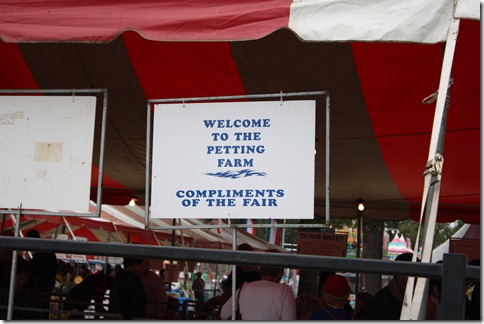 WELCOME
TO THE
PETTING
FARM
COMPLIMENTS
OF THE FAIR